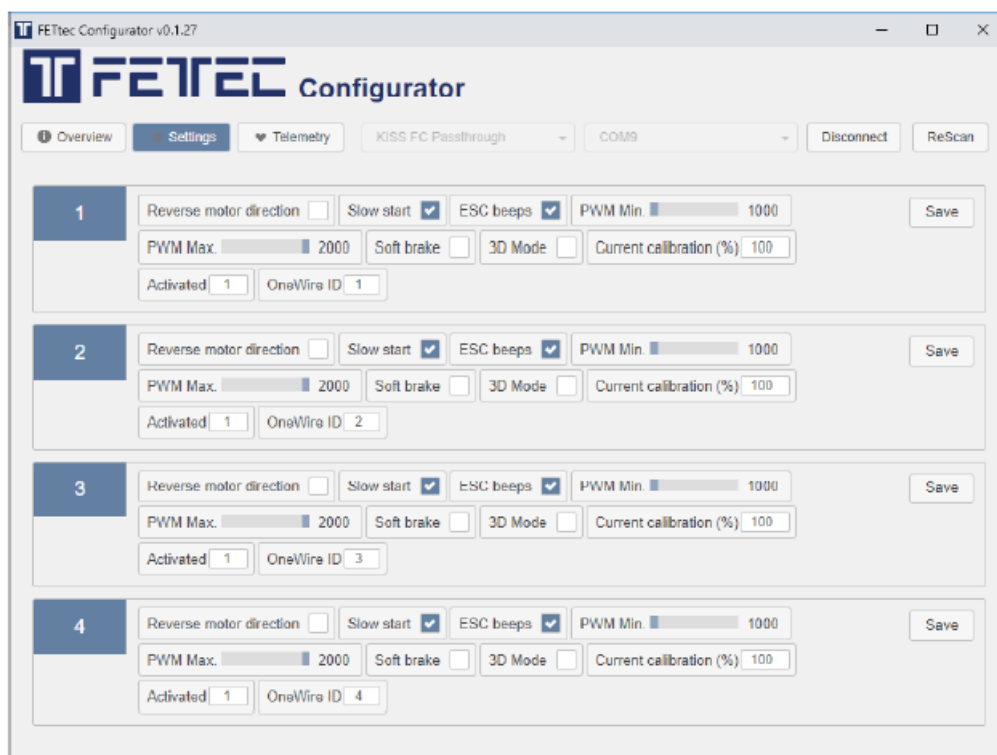 FETtec Configurator v0.1.27
FETTEC Configurator
Overview Settings Telemetry KISS FC Passthrough COM9 Disconnect ReScan
1 Reverse motor direction Slow start ESC beeps PWM Min. 1000 Save
PWM Max. 2000 Soft brake 3D Mode Current calibration (%) 100
Activated 1 OneWire ID 1
2 Reverse motor direction Slow start ESC beeps PWM Min. 1000 Save
PWM Max. 2000 Soft brake 3D Mode Current calibration (%) 100
Activated 1 OneWire ID 2
3 Reverse motor direction Slow start ESC beeps PWM Min. 1000 Save
PWM Max. 2000 Soft brake 3D Mode Current calibration (%) 100
Activated 1 OneWire ID 3
4 Reverse motor direction Slow start ESC beeps PWM Min. 1000 Save
PWM Max. 2000 Soft brake 3D Mode Current calibration (%) 100
Activated 1 OneWire ID 4